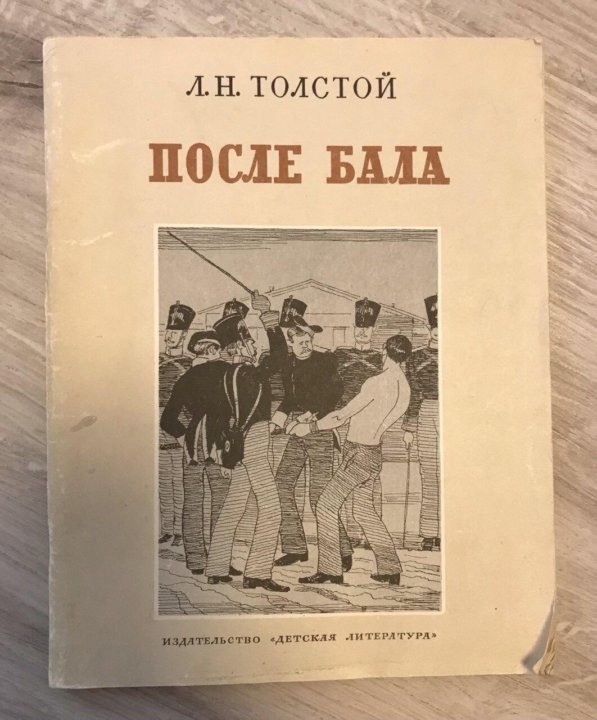 Л.Н. ТОЛСТОЙ
ПОСЛЕ БАЛА
ИЗДАТЕЛЬСТВО «ДЕТСКАЯ ЛИТЕРАТУРА»